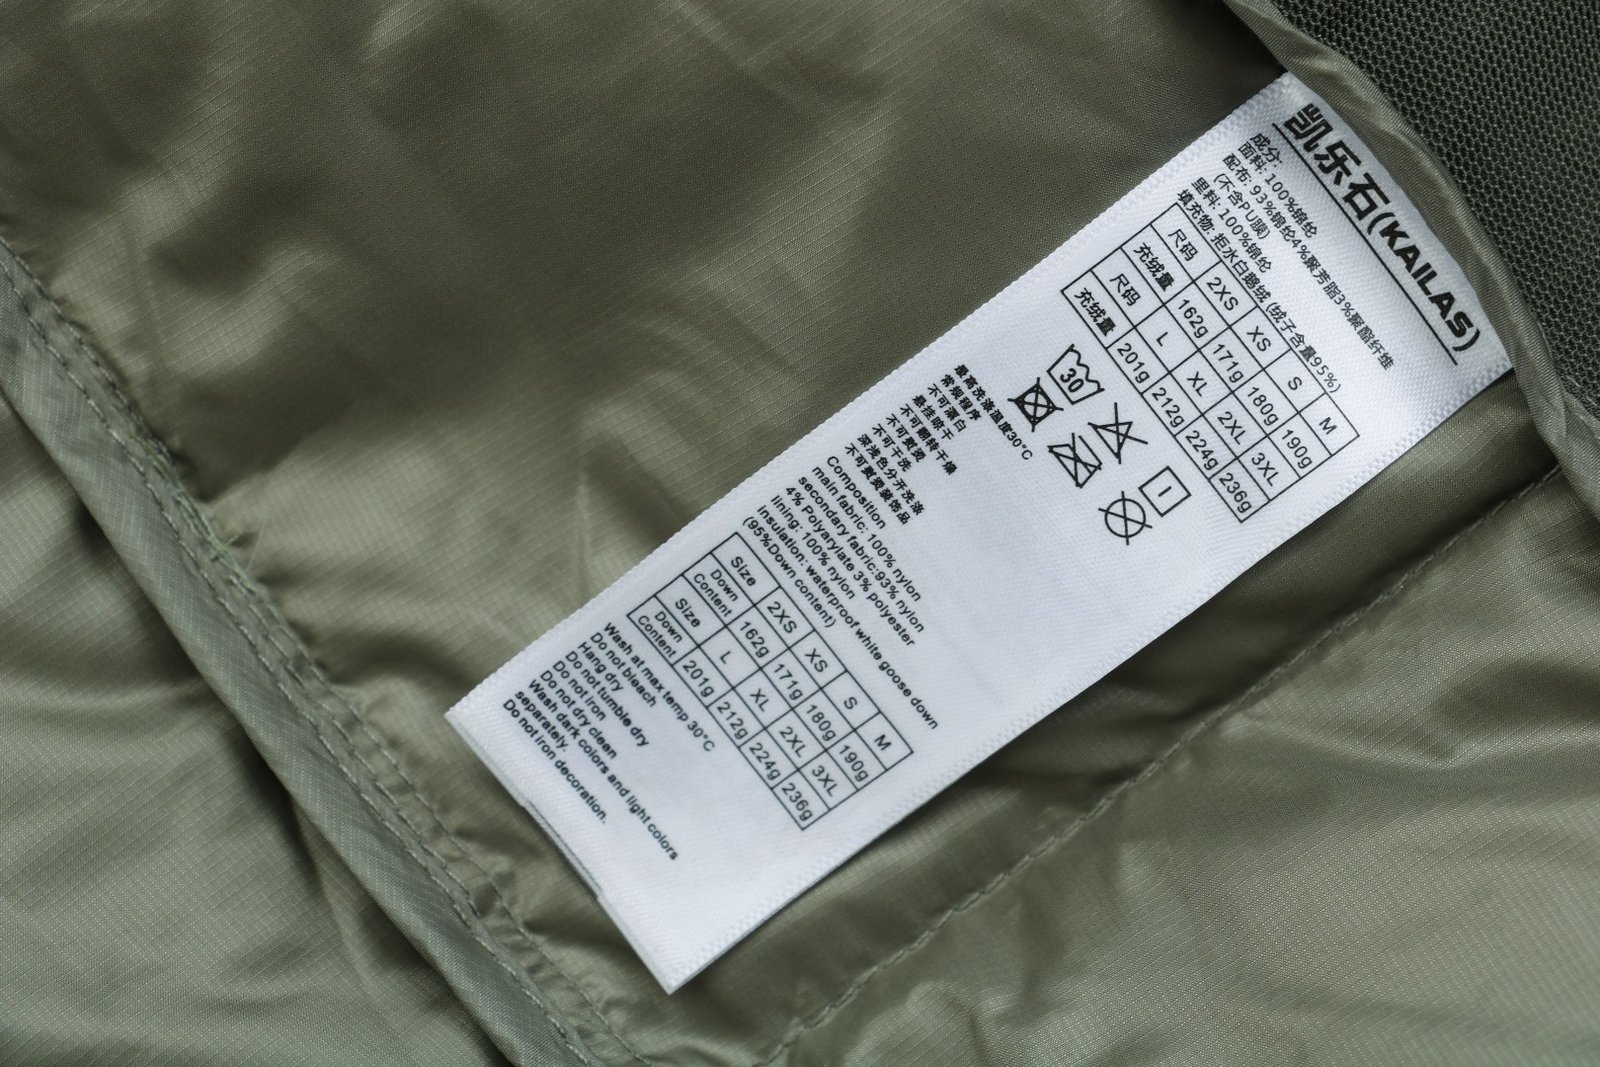 凯乐石(KAILAS)
成分:
面料: 100%锦纶
配布: 93%锦纶4%聚芳脂3%聚酯纤维
(不含PU膜)
里料: 100%锦纶
填充物: 拒水白鹅绒 (绒子含量95%)
尺码 2XS XS S M
充绒量 162g 171g 180g 190g
尺码 L XL 2XL 3XL
充绒量 201g 212g 224g 236g
30
最高洗涤温度30°C
常规程序
不可漂白
悬挂晾干
不可翻转干燥
不可熨烫
不可干洗
深浅色分开洗涤
不可熨烫装饰品
Composition
main fabric: 100% nylon
secondary fabric:93% nylon
4% Polyarylate 3% polyester
lining: 100% nylon
insulation: waterproof white goose down
(95%Down content)
Size 2XS XS S M
Down Content 162g 171g 180g 190g
Size L XL 2XL 3XL
Down Content 201g 212g 224g 236g
Wash at max temp 30°C
Do not bleach
Hang dry
Do not tumble dry
Do not iron
Do not dry clean
Wash dark colors and light colors
separately.
Do not iron decoration.